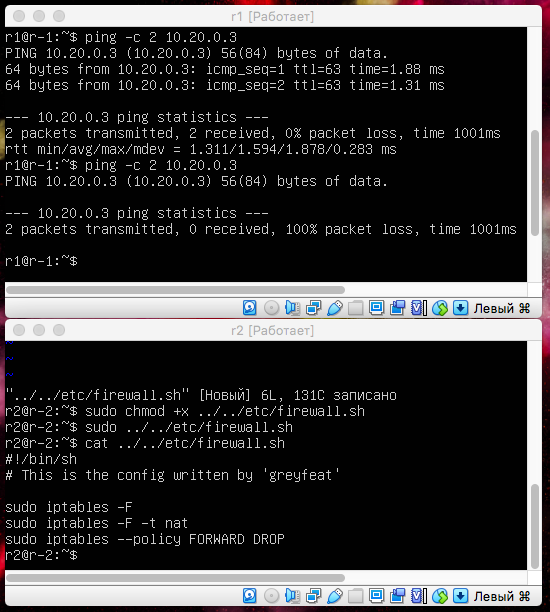 r1 [Работает]
r1@r-1:~$ ping -c 2 10.20.0.3
PING 10.20.0.3 (10.20.0.3) 56(84) bytes of data.
64 bytes from 10.20.0.3: icmp_seq=1 ttl=63 time=1.88 ms
64 bytes from 10.20.0.3: icmp_seq=2 ttl=63 time=1.31 ms
--- 10.20.0.3 ping statistics ---
2 packets transmitted, 2 received, 0% packet loss, time 1001ms
rtt min/avg/max/mdev = 1.311/1.594/1.878/0.283 ms
r1@r-1:~$ ping -c 2 10.20.0.3
PING 10.20.0.3 (10.20.0.3) 56(84) bytes of data.
--- 10.20.0.3 ping statistics ---
2 packets transmitted, 0 received, 100% packet loss, time 1001ms
r1@r-1:~$
Левый ⌘
r2 [Работает]
~
~
~
"../../etc/firewall.sh" [Новый] 6L, 131C записано
r2@r-2:~$ sudo chmod +x ../../etc/firewall.sh
r2@r-2:~$ sudo ../../etc/firewall.sh
r2@r-2:~$ cat ../../etc/firewall.sh
#!/bin/sh
# This is the config written by 'greyfeat'
sudo iptables -F
sudo iptables -F -t nat
sudo iptables --policy FORWARD DROP
r2@r-2:~$
Левый ⌘